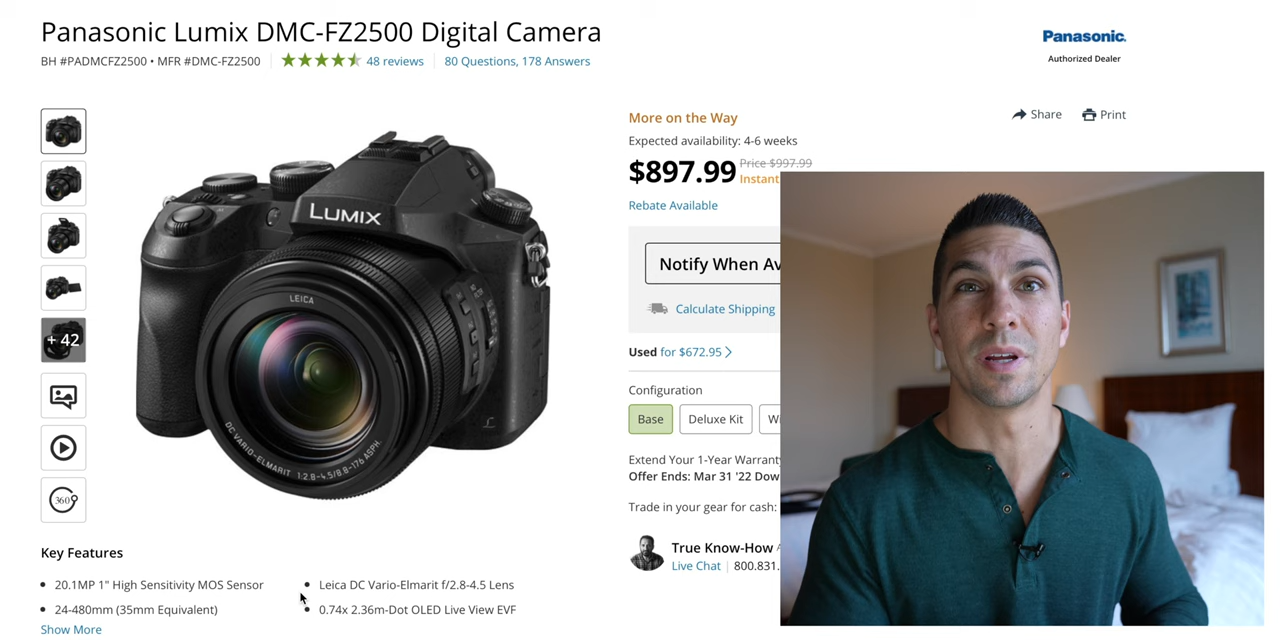 Panasonic Lumix DMC-FZ2500 Digital Camera
BH #PADMCFZ2500 • MFR #DMC-FZ2500
48 reviews
80 Questions, 178 Answers
Panasonic.
Authorized Dealer
+ 42
360º
LUMIX
LEICA
DC VARIO-ELMARIT 1:2.8-4.5/8.8-176 ASPH.
More on the Way
Share
Print
Expected availability: 4-6 weeks
$897.99
Price $997.99
Instant
Rebate Available
Notify When Av
Calculate Shipping
Used for $672.95
Configuration
Base
Deluxe Kit
W
Extend Your 1-Year Warranty
Offer Ends: Mar 31 '22 Dow
Trade in your gear for cash:
True Know-How
Live Chat
800.831.
Key Features
• 20.1MP 1" High Sensitivity MOS Sensor
• 24-480mm (35mm Equivalent)
• Leica DC Vario-Elmarit f/2.8-4.5 Lens
• 0.74x 2.36m-Dot OLED Live View EVF
Show More